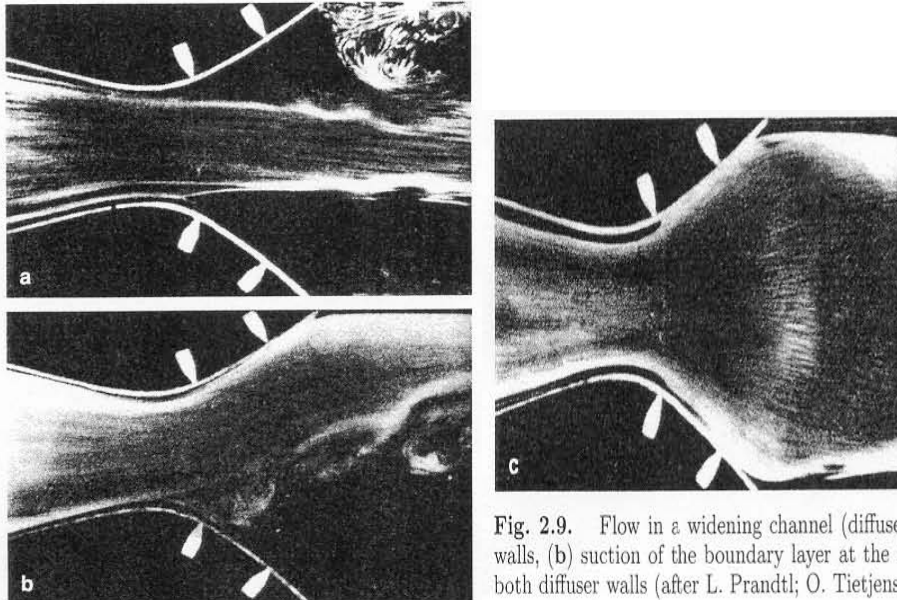 a
b
c
Fig. 2.9. Flow in a widening channel (diffuse
walls, (b) suction of the boundary layer at the
both diffuser walls (after L. Prandtl; O. Tietjens